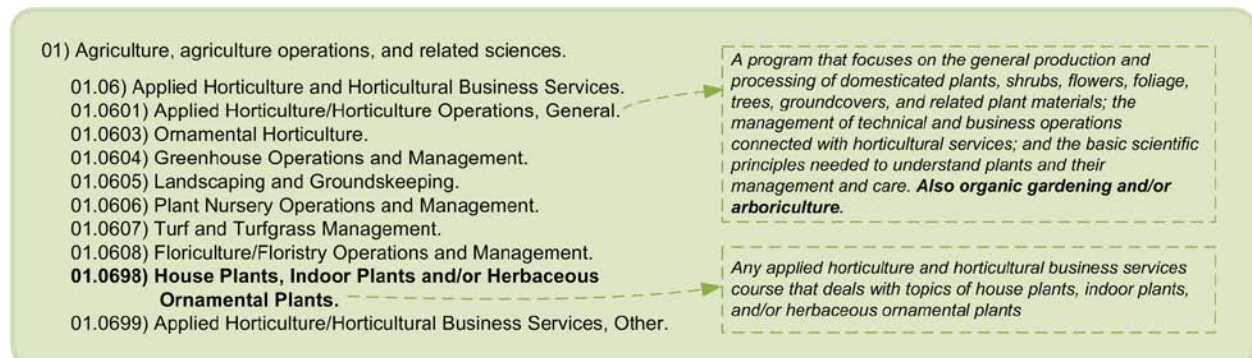 01) Agriculture, agriculture operations, and related sciences.
01.06) Applied Horticulture and Horticultural Business Services.
01.0601) Applied Horticulture/Horticulture Operations, General.
01.0603) Ornamental Horticulture.
01.0604) Greenhouse Operations and Management.
01.0605) Landscaping and Groundskeeping.
01.0606) Plant Nursery Operations and Management.
01.0607) Turf and Turfgrass Management.
01.0608) Floriculture/Floristry Operations and Management.
01.0698) House Plants, Indoor Plants and/or Herbaceous
Ornamental Plants.
01.0699) Applied Horticulture/Horticultural Business Services, Other.
A program that focuses on the general production and
processing of domesticated plants, shrubs, flowers, foliage,
trees, groundcovers, and related plant materials; the
management of technical and business operations
connected with horticultural services; and the basic scientific
principles needed to understand plants and their
management and care. Also organic gardening and/or
arboriculture.
Any applied horticulture and horticultural business services
course that deals with topics of house plants, indoor plants,
and/or herbaceous ornamental plants